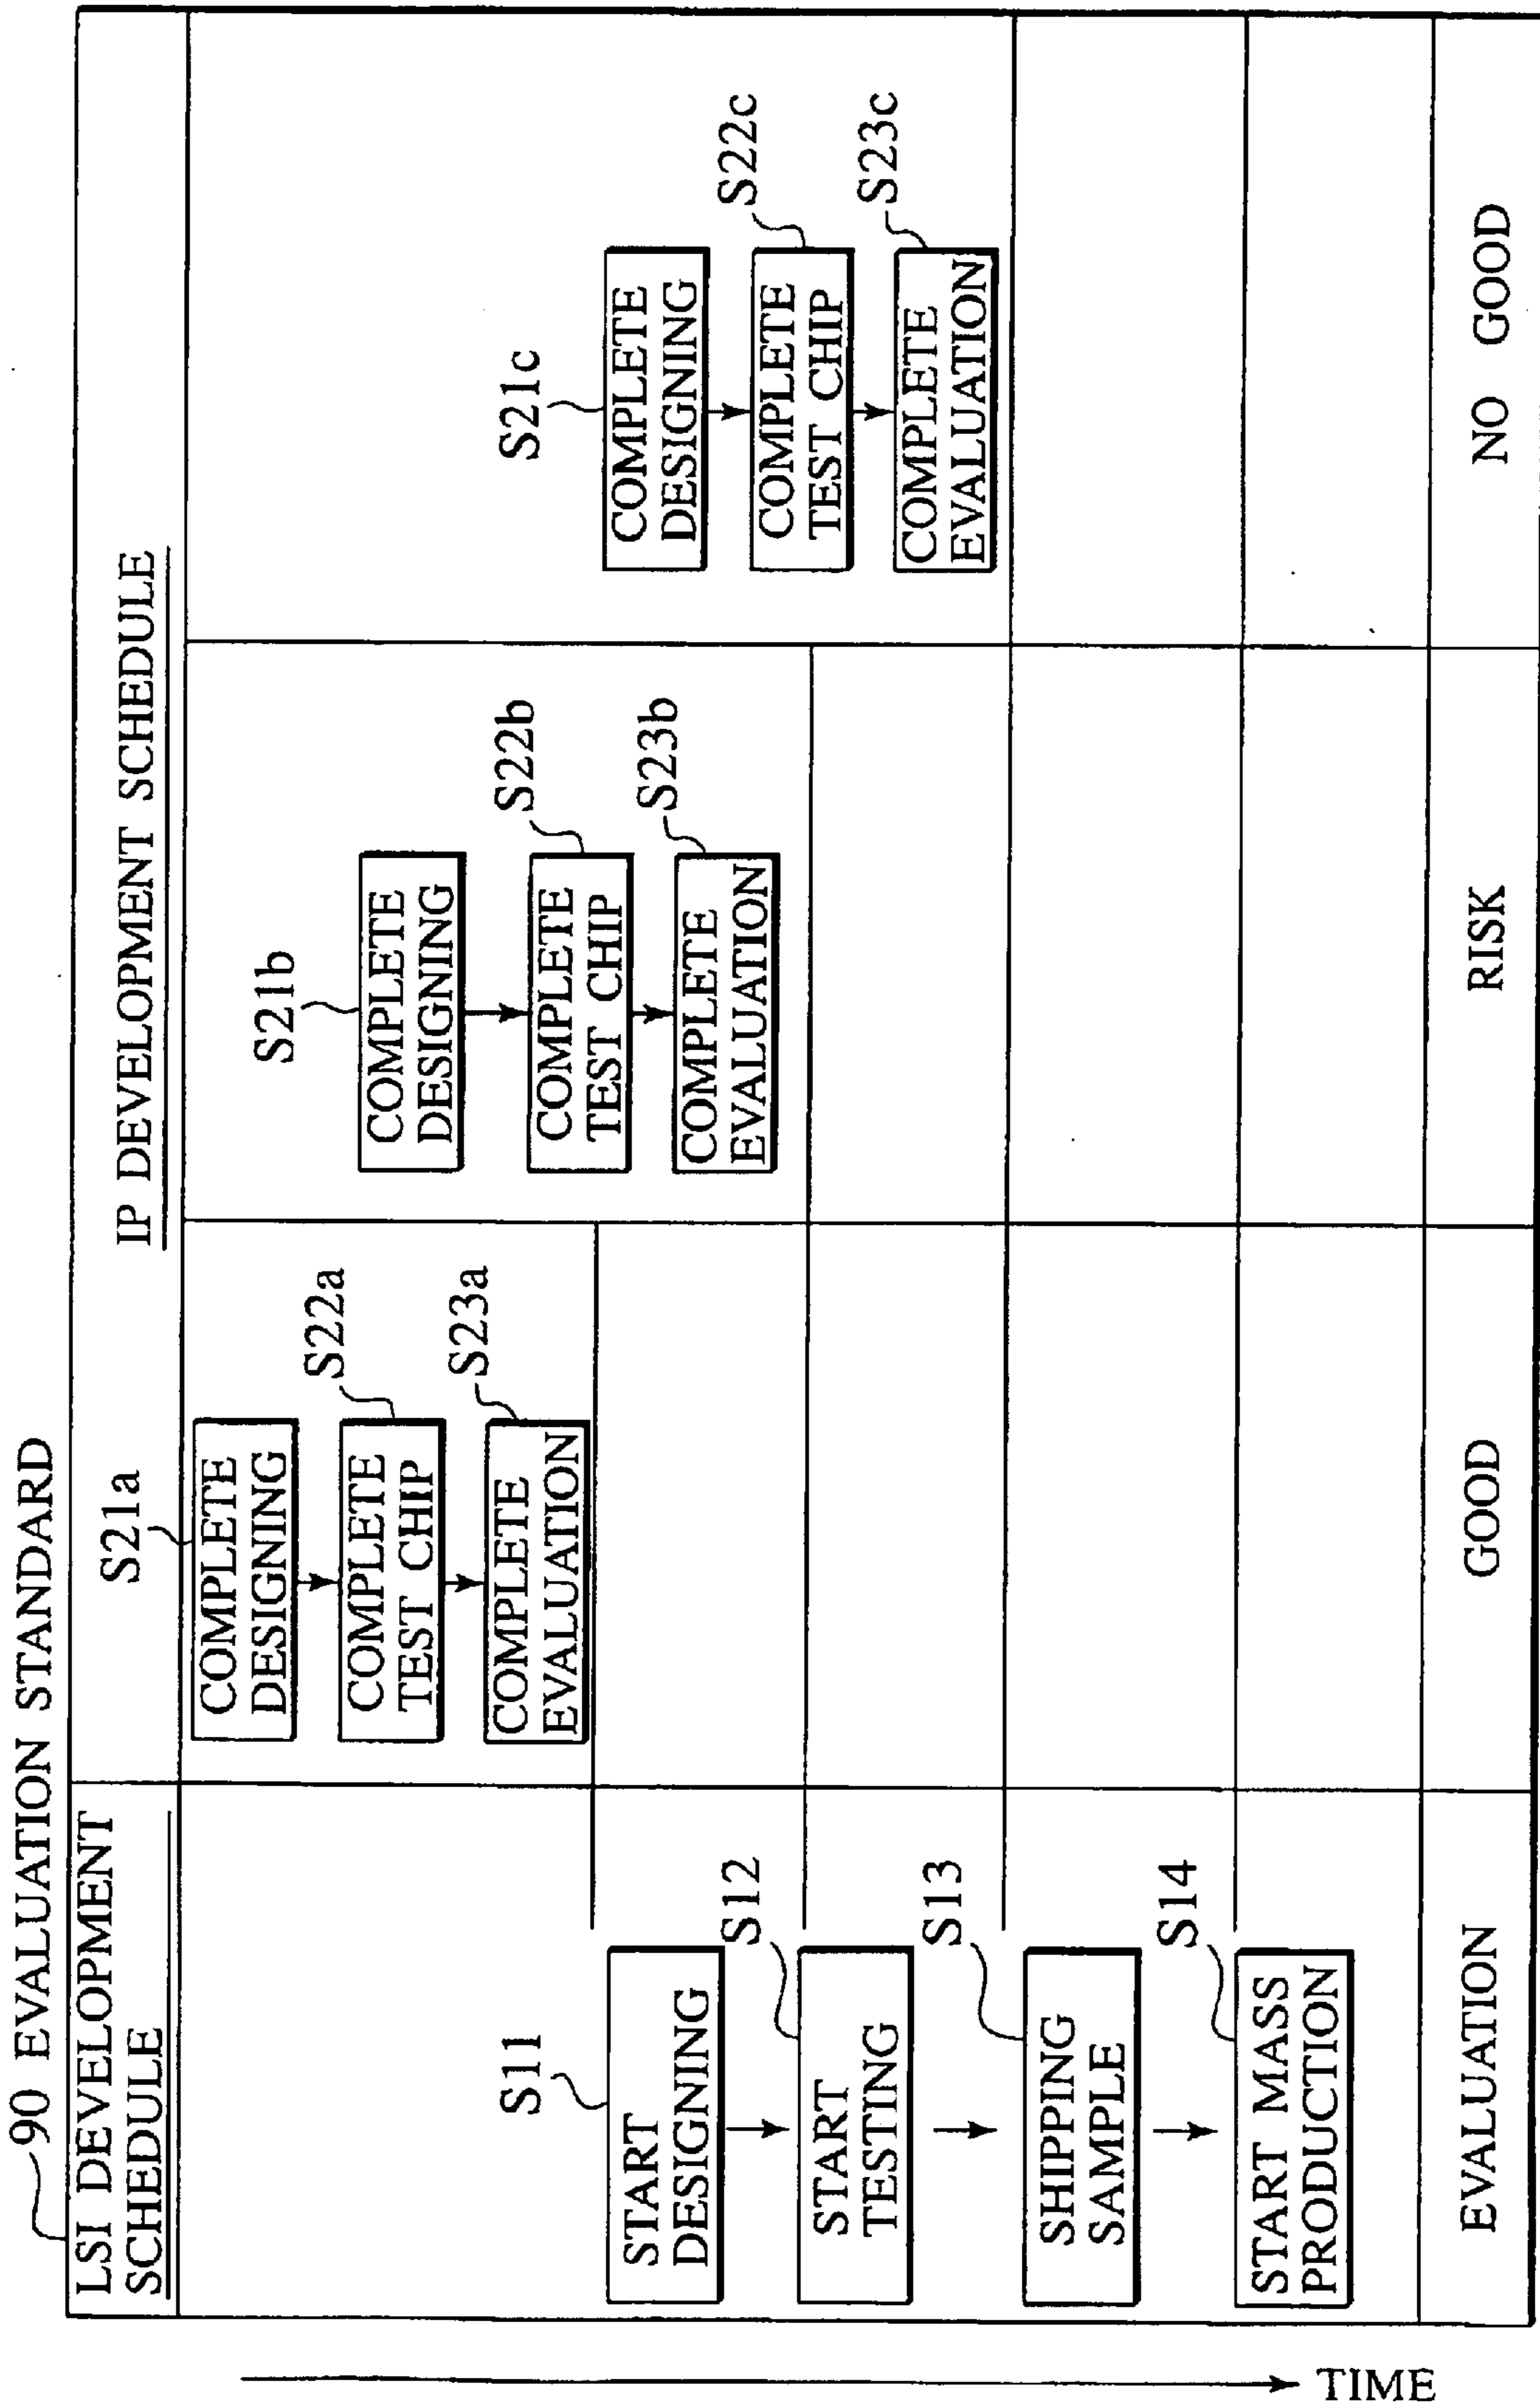 90 EVALUATION STANDARD
LSI DEVELOPMENT
SCHEDULE
IP DEVELOPMENT SCHEDULE
S21a
COMPLETE
DESIGNING
S22a
COMPLETE
TEST CHIP
S23a
COMPLETE
EVALUATION
S21b
COMPLETE
DESIGNING
S22b
COMPLETE
TEST CHIP
S23b
COMPLETE
EVALUATION
S21c
COMPLETE
DESIGNING
S22c
COMPLETE
TEST CHIP
S23c
COMPLETE
EVALUATION
S11
START
DESIGNING
S12
START
TESTING
S13
SHIPPING
SAMPLE
S14
START MASS
PRODUCTION
EVALUATION
GOOD
RISK
NO GOOD
TIME